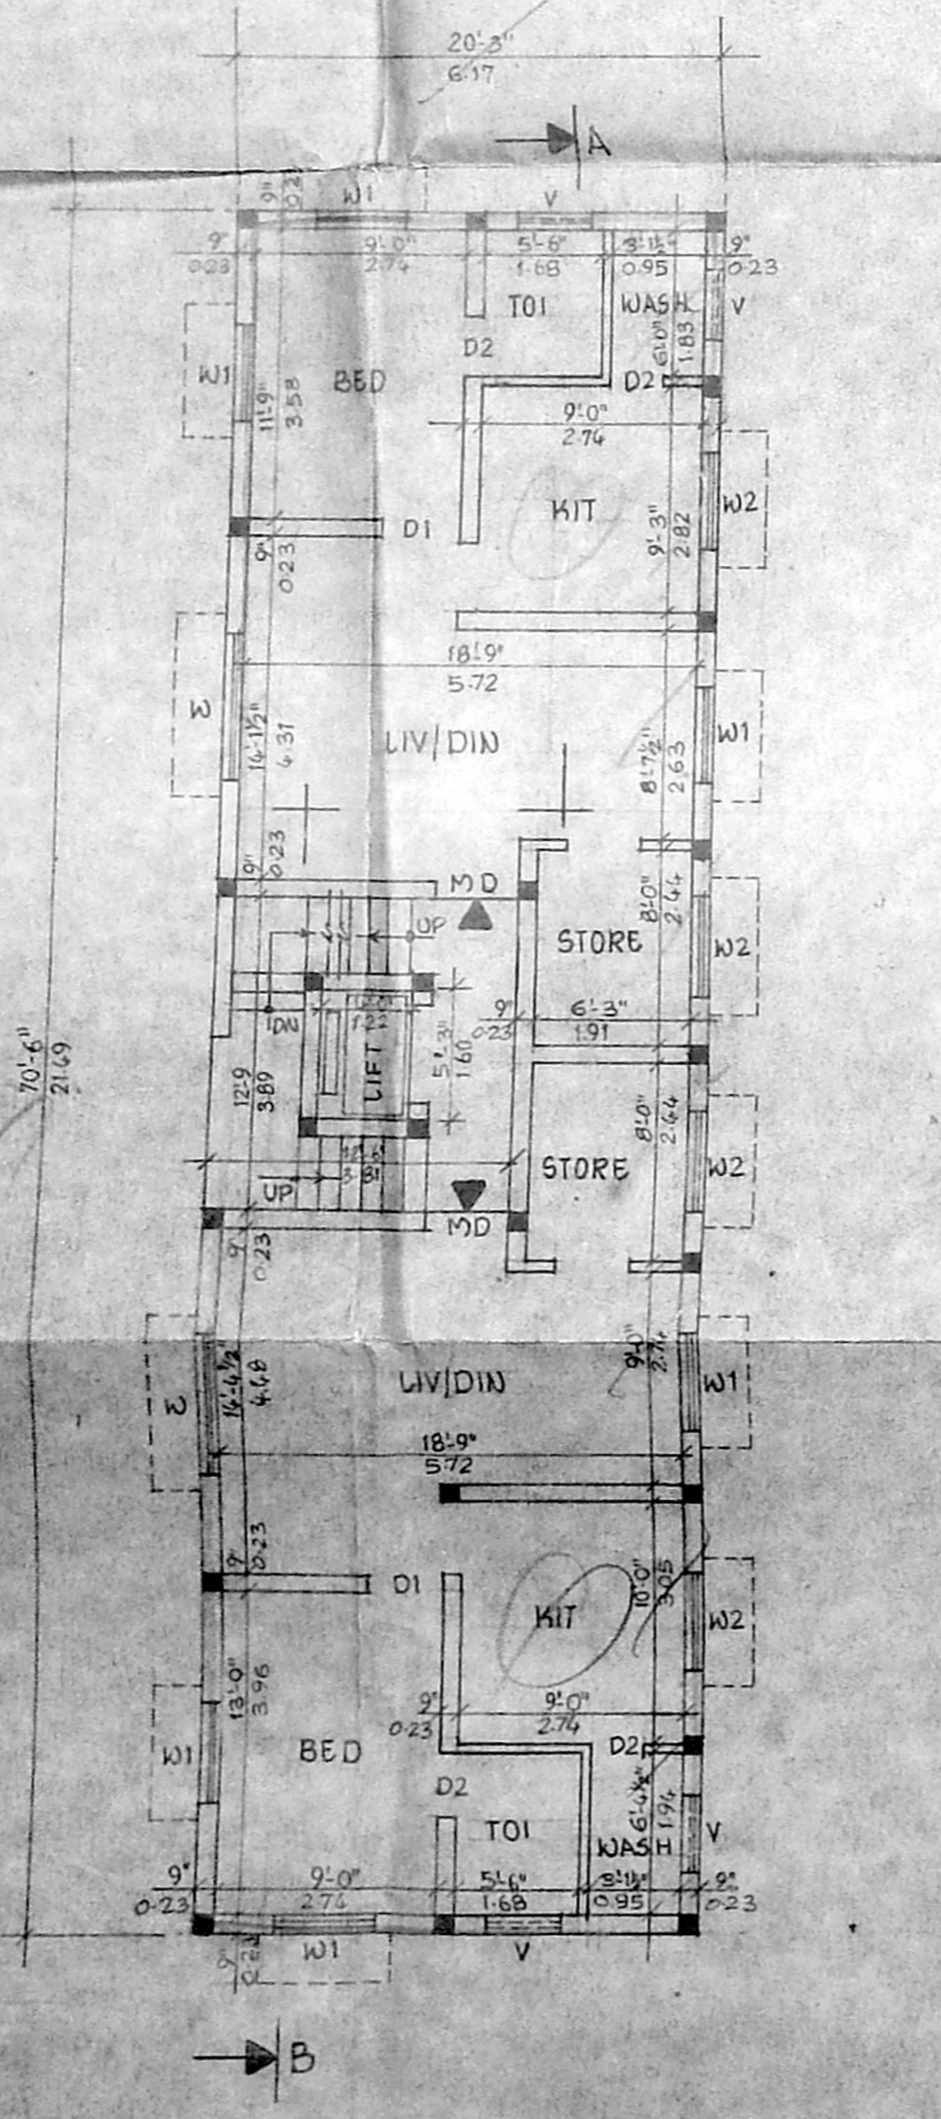 20'-3"
6.17
A
9"
W1
V
9"
9'-0"
5'-6"
3'-1½"
9"
0.23
2.74
1.68
0.95
0.23
TOI
WASH
V
6'-0"
1.83
D2
W1
BED
D2
11'-9"
3.58
9'-0"
2.74
KIT
W2
9'-3"
2.82
D1
9"
0.23
18'-9"
5.72
W
14'-1½"
4.31
LIV/DIN
W1
8'-7½"
2.63
9"
0.23
MD
8'-0"
2.44
UP
STORE
W2
DN
9"
0.23
6'-3"
1.91
1.22
LIFT
5'-3"
1.60
70'-6"
21.49
12'-9
3.89
8'-0"
2.44
STORE
W2
UP
MD
9"
0.23
9'-0"
2.74
W
14'-4½"
4.48
LIV/DIN
W1
18'-9"
5.72
9"
0.23
D1
KIT
10'-0"
3.05
W2
13'-0"
3.96
9"
0.23
9'-0"
2.74
W1
BED
D2
D2
6'-4½"
1.94
TOI
WASH
V
9"
9'-0"
5'-6"
3'-1½"
9"
0.23
2.74
1.68
0.95
0.23
9"
0.23
W1
V
B